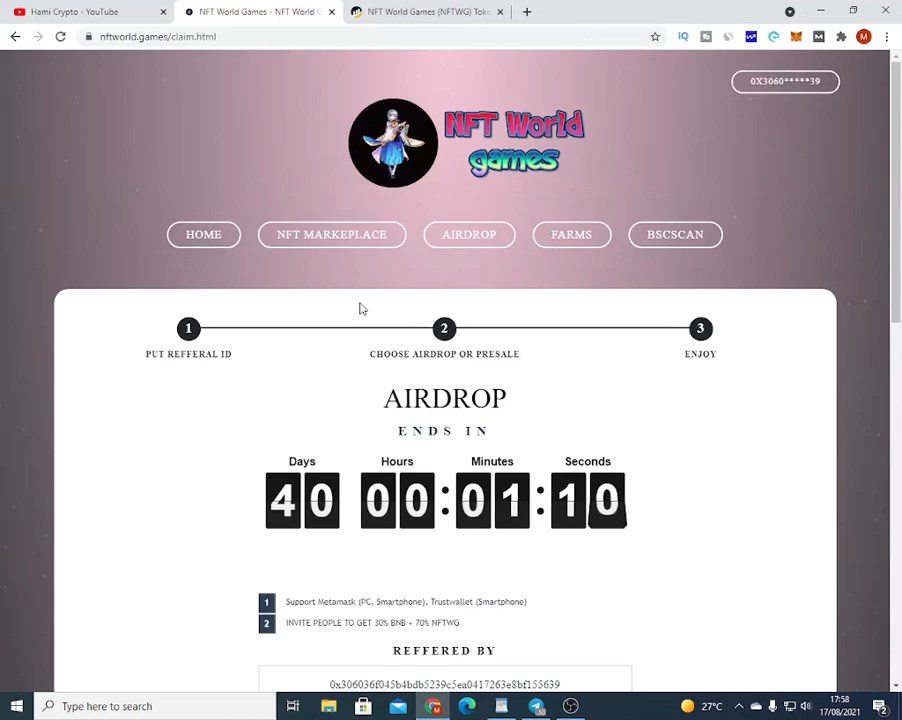 Hami Crypto - YouTube
NFT World Games - NFT World G
NFT World Games (NFTWG) Toke
nftworld.games/claim.html
0X3060*****39
NFT World
games
HOME
NFT MARKEPLACE
AIRDROP
FARMS
BSCSCAN
1
2
3
PUT REFFERAL ID
CHOOSE AIRDROP OR PRESALE
ENJOY
AIRDROP
ENDS IN
Days Hours Minutes Seconds
40 00:01:10
1 Support Metamask (PC, Smartphone), Trustwallet (Smartphone)
2 INVITE PEOPLE TO GET 30% BNB + 70% NFTWG
REFFERED BY
0x306036f045b4bdb5239c5ea0417263e8bf155639
Type here to search
27°C
17:58
17/08/2021
2